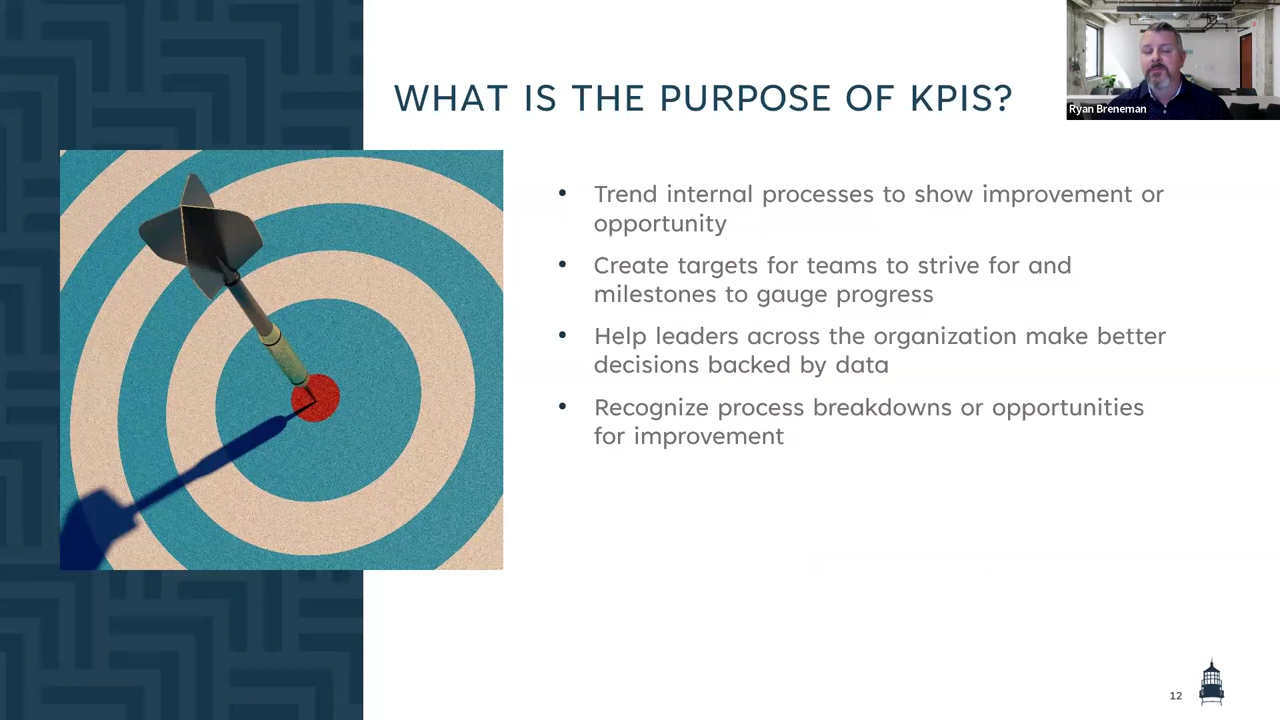 WHAT IS THE PURPOSE OF KPIS?
Ryan Breneman
• Trend internal processes to show improvement or
opportunity
• Create targets for teams to strive for and
milestones to gauge progress
• Help leaders across the organization make better
decisions backed by data
• Recognize process breakdowns or opportunities
for improvement
12